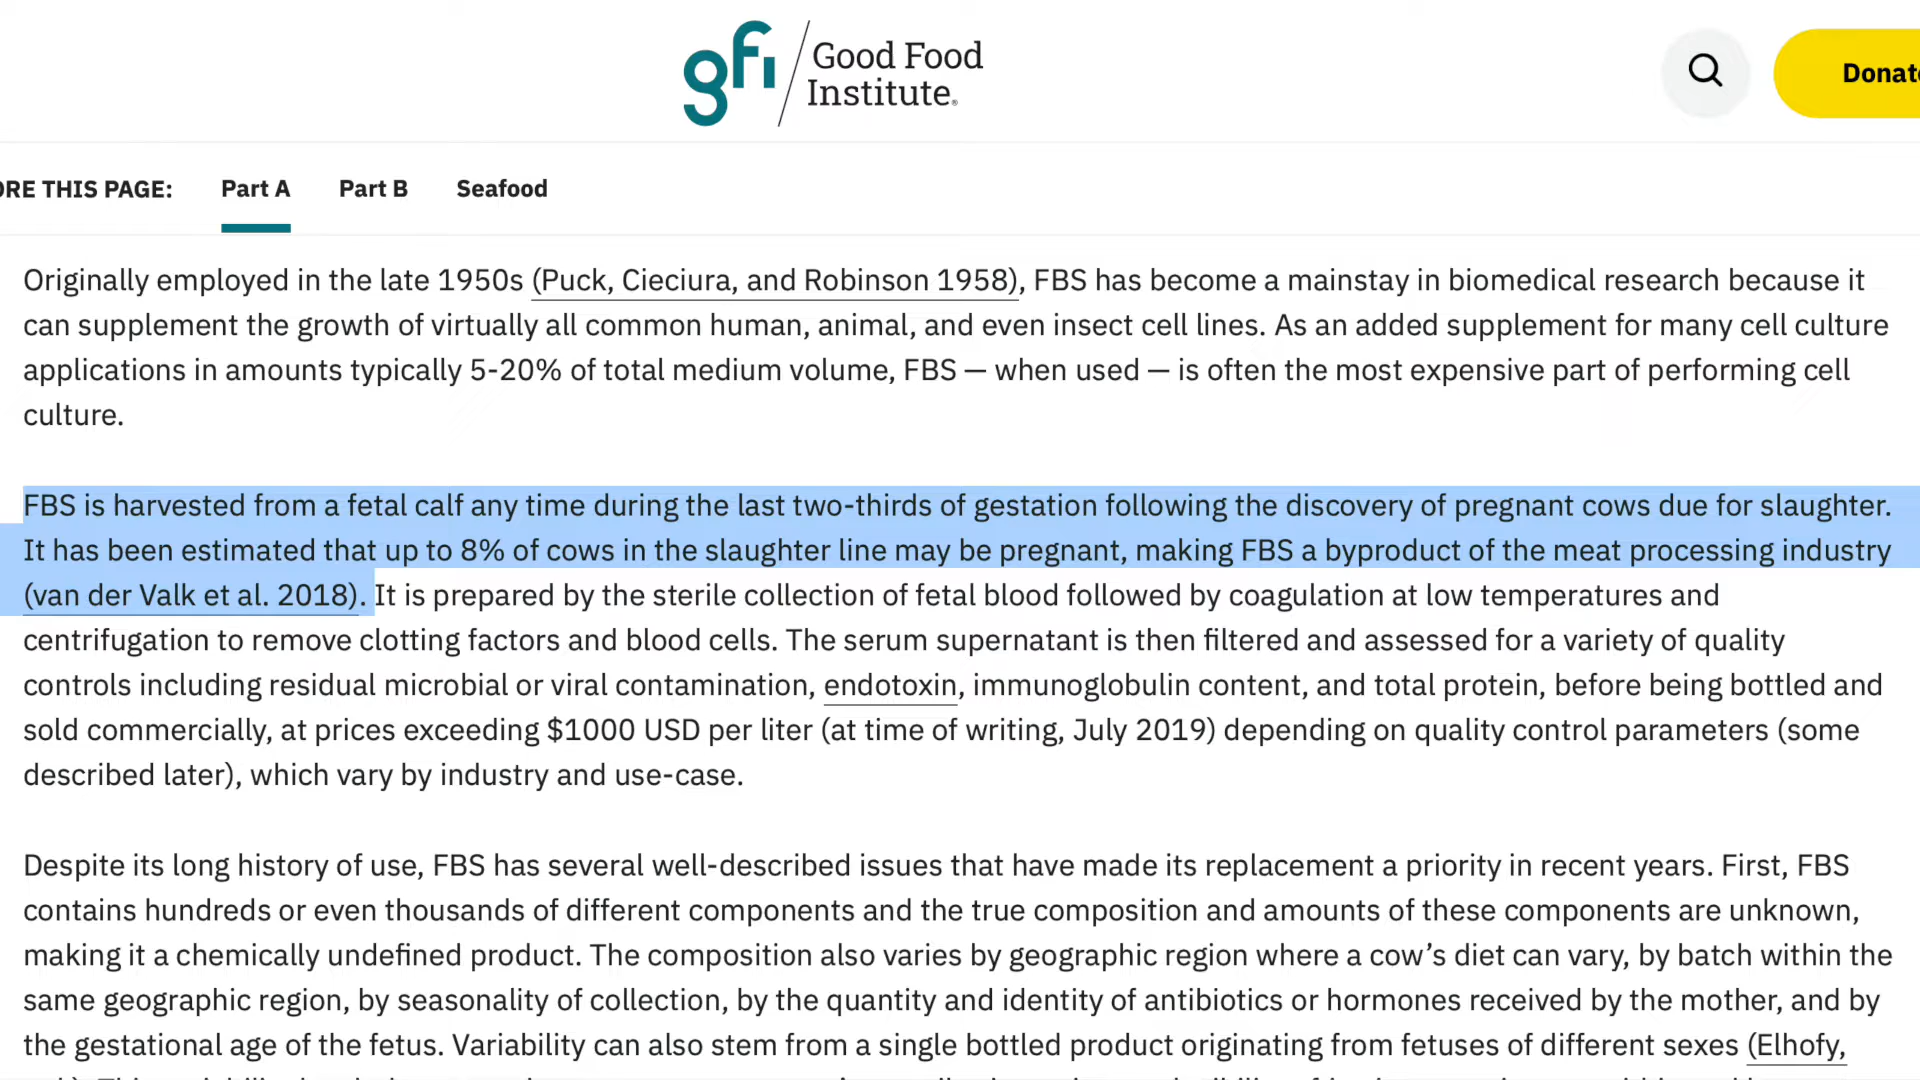 gfi Good Food
Institute®
Donat
ORE THIS PAGE: Part A Part B Seafood
Originally employed in the late 1950s (Puck, Cieciura, and Robinson 1958), FBS has become a mainstay in biomedical research because it
can supplement the growth of virtually all common human, animal, and even insect cell lines. As an added supplement for many cell culture
applications in amounts typically 5-20% of total medium volume, FBS — when used — is often the most expensive part of performing cell
culture.
FBS is harvested from a fetal calf any time during the last two-thirds of gestation following the discovery of pregnant cows due for slaughter.
It has been estimated that up to 8% of cows in the slaughter line may be pregnant, making FBS a byproduct of the meat processing industry
(van der Valk et al. 2018). It is prepared by the sterile collection of fetal blood followed by coagulation at low temperatures and
centrifugation to remove clotting factors and blood cells. The serum supernatant is then filtered and assessed for a variety of quality
controls including residual microbial or viral contamination, endotoxin, immunoglobulin content, and total protein, before being bottled and
sold commercially, at prices exceeding $1000 USD per liter (at time of writing, July 2019) depending on quality control parameters (some
described later), which vary by industry and use-case.
Despite its long history of use, FBS has several well-described issues that have made its replacement a priority in recent years. First, FBS
contains hundreds or even thousands of different components and the true composition and amounts of these components are unknown,
making it a chemically undefined product. The composition also varies by geographic region where a cow’s diet can vary, by batch within the
same geographic region, by seasonality of collection, by the quantity and identity of antibiotics or hormones received by the mother, and by
the gestational age of the fetus. Variability can also stem from a single bottled product originating from fetuses of different sexes (Elhofy,